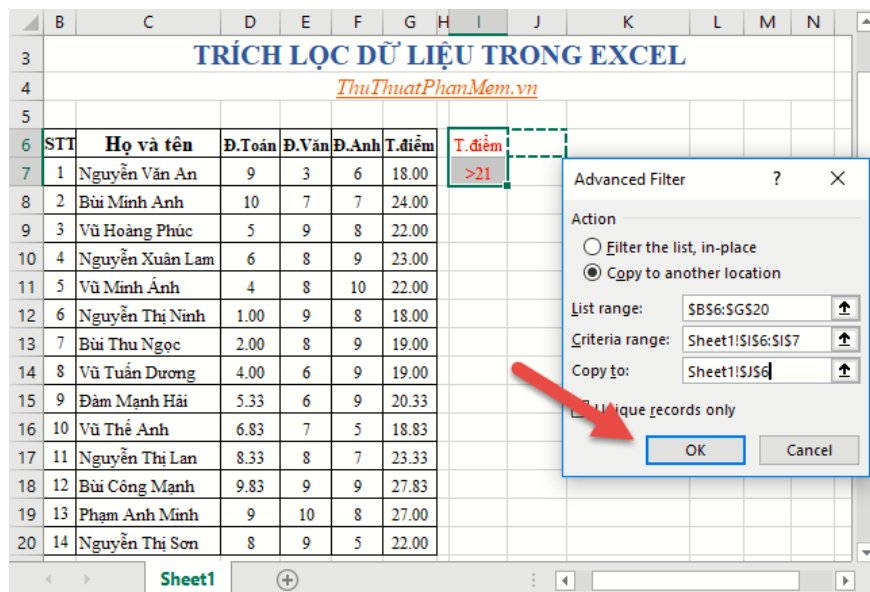 B C D E F G H I J K L M N
3 TRÍCH LỌC DỮ LIỆU TRONG EXCEL
4 ThuThuatPhanMem.vn
5
6 STT Họ và tên Đ.Toán Đ.Văn Đ.Anh T.điểm T.điểm
7 1 Nguyễn Văn An 9 3 6 18.00 >21
8 2 Bùi Minh Anh 10 7 7 24.00
9 3 Vũ Hoàng Phúc 5 9 8 22.00
10 4 Nguyễn Xuân Lam 6 8 9 23.00
11 5 Vũ Minh Ánh 4 8 10 22.00
12 6 Nguyễn Thị Ninh 1.00 9 8 18.00
13 7 Bùi Thu Ngọc 2.00 8 9 19.00
14 8 Vũ Tuấn Dương 4.00 6 9 19.00
15 9 Đàm Mạnh Hải 5.33 6 9 20.33
16 10 Vũ Thế Anh 6.83 7 5 18.83
17 11 Nguyễn Thị Lan 8.33 8 7 23.33
18 12 Bùi Công Mạnh 9.83 9 9 27.83
19 13 Phạm Anh Minh 9 10 8 27.00
20 14 Nguyễn Thị Sơn 8 9 5 22.00
Advanced Filter ?
Action
Filter the list, in-place
Copy to another location
List range: $B$6:$G$20
Criteria range: Sheet1!$I$6:$I$7
Copy to: Sheet1!$J$6
Unique records only
OK Cancel
Sheet1